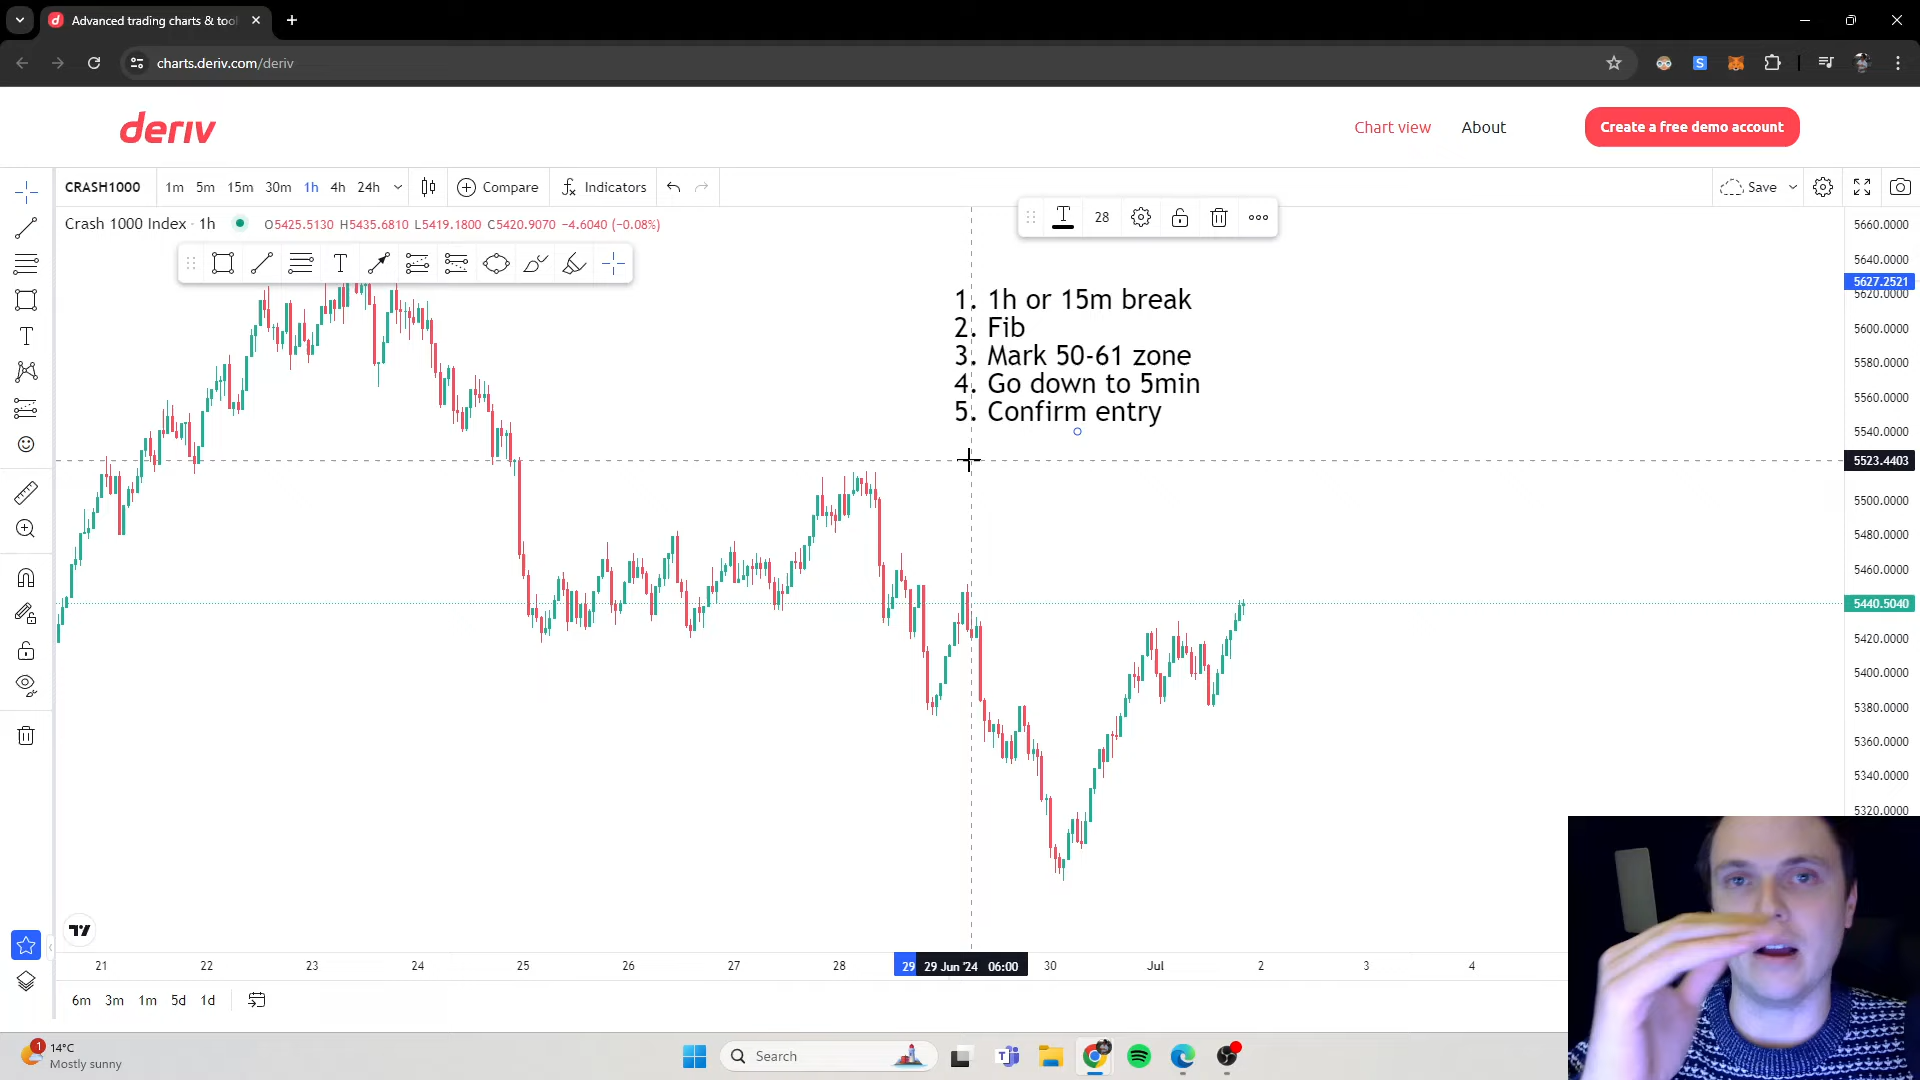 Advanced trading charts & tool
charts.deriv.com/deriv
deriv
Chart view
About
Create a free demo account
CRASH1000
1m 5m 15m 30m 1h 4h 24h
Compare
Indicators
Save
Crash 1000 Index · 1h
O5425.5130 H5435.6810 L5419.1800 C5420.9070 −4.6040 (−0.08%)
T
28
T
1. 1h or 15m break
2. Fib
3. Mark 50-61 zone
4. Go down to 5min
5. Confirm entry
5660.0000
5640.0000
5627.2521
5620.0000
5600.0000
5580.0000
5560.0000
5540.0000
5523.4403
5500.0000
5480.0000
5460.0000
5440.5040
5420.0000
5400.0000
5380.0000
5360.0000
5340.0000
5320.0000
21 22 23 24 25 26 27 28 29 29 Jun '24 06:00 30 Jul 2 3 4
6m 3m 1m 5d 1d
1
14°C
Mostly sunny
Search